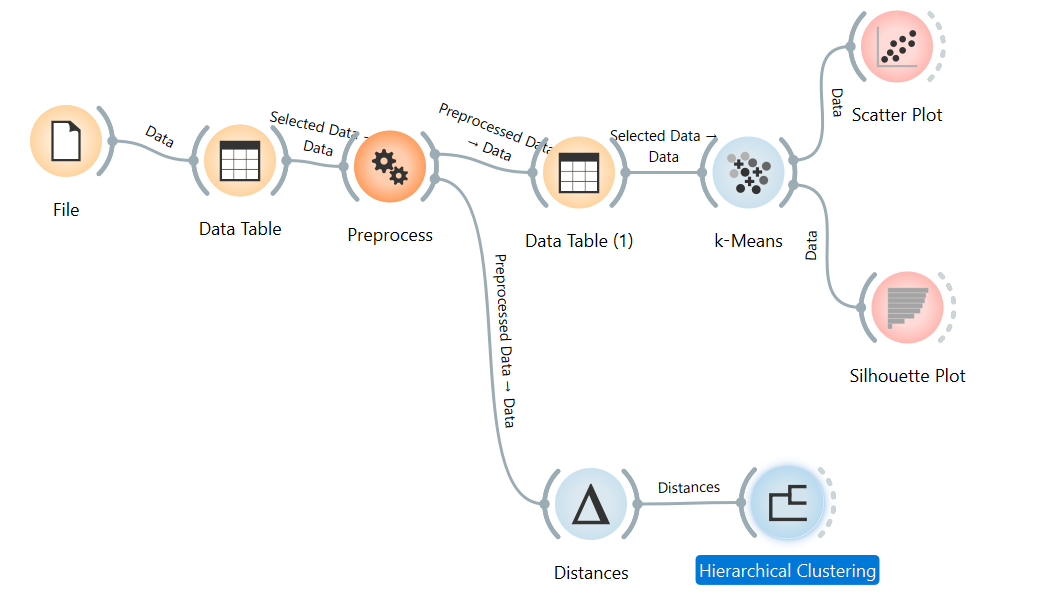 File
Data
Data Table
Selected Data →
Data
Preprocess
Preprocessed Data
→ Data
Data Table (1)
Selected Data →
Data
k-Means
Data
Scatter Plot
Data
Silhouette Plot
Preprocessed Data → Data
Distances
Distances
Hierarchical Clustering